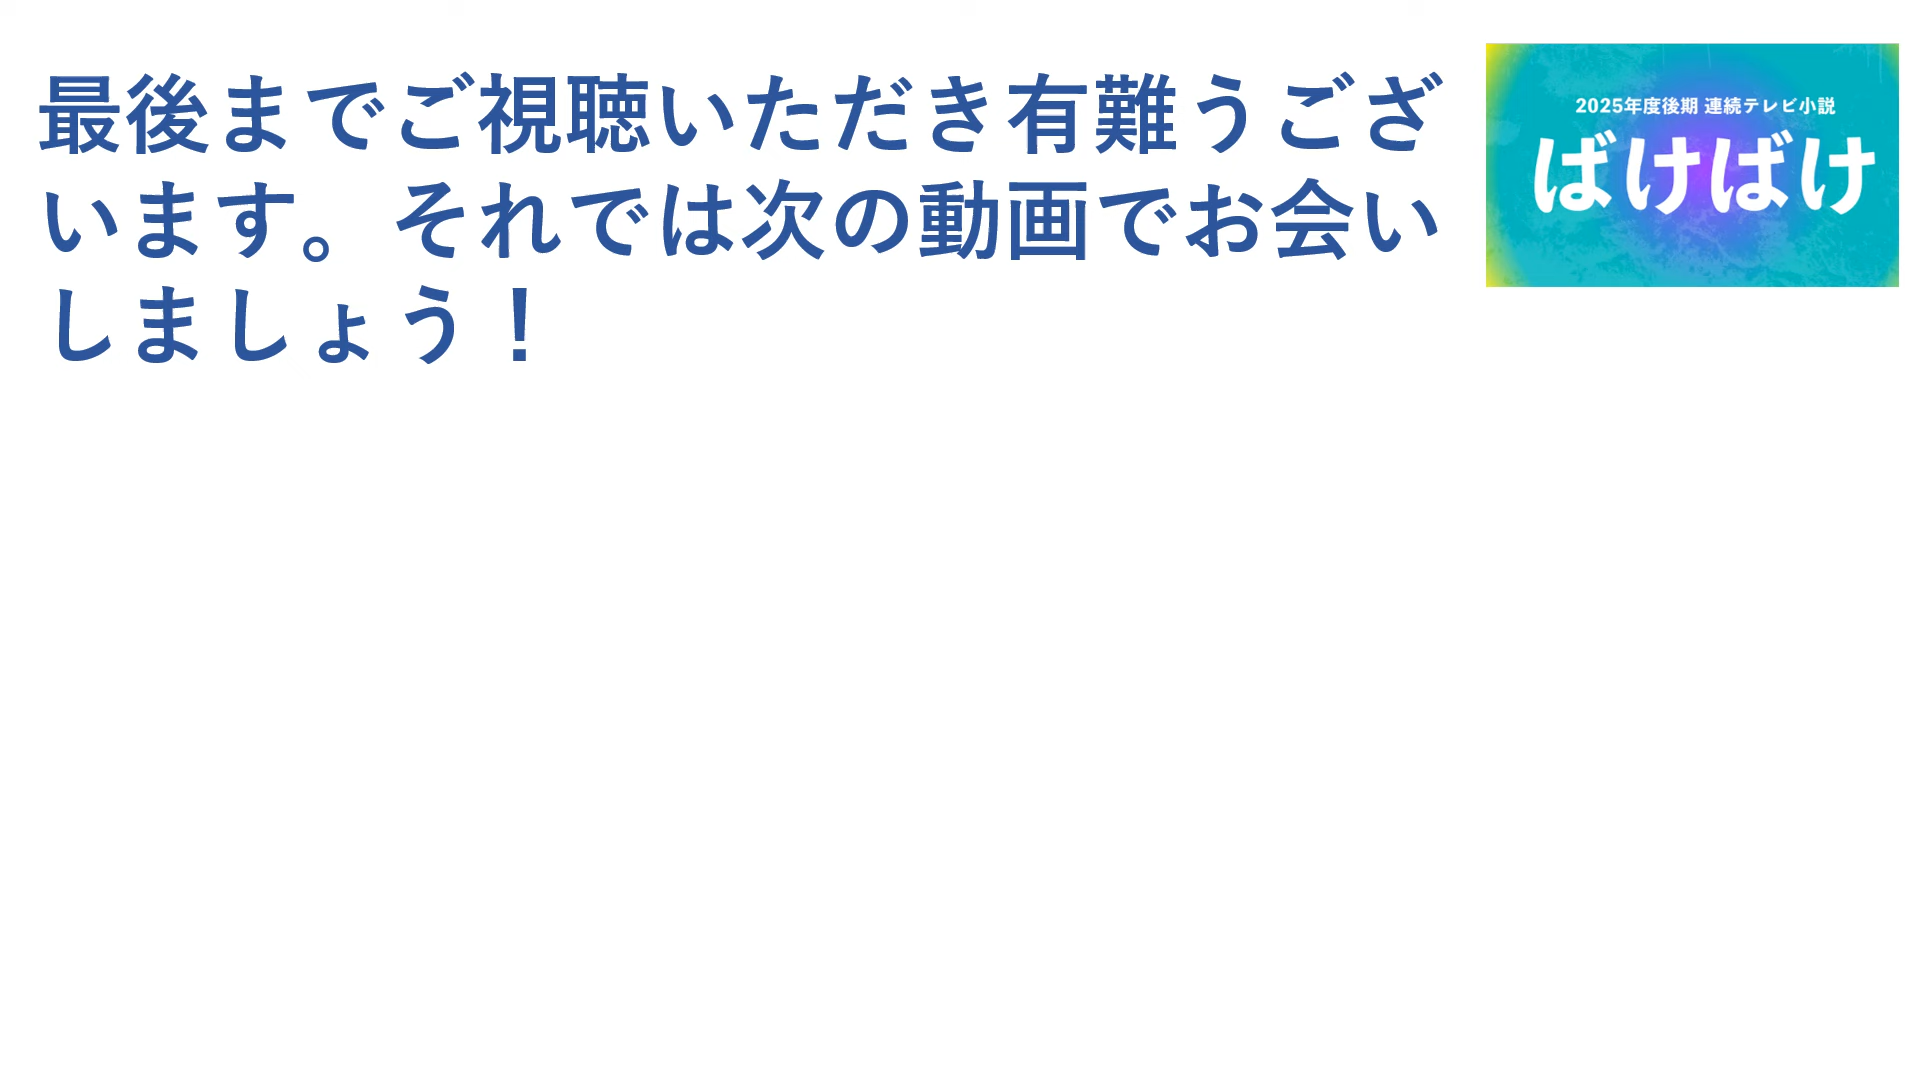 最後までご視聴いただき有難うござ
います。それでは次の動画でお会い
しましょう！
2025年度後期 連続テレビ小説
ばけばけ